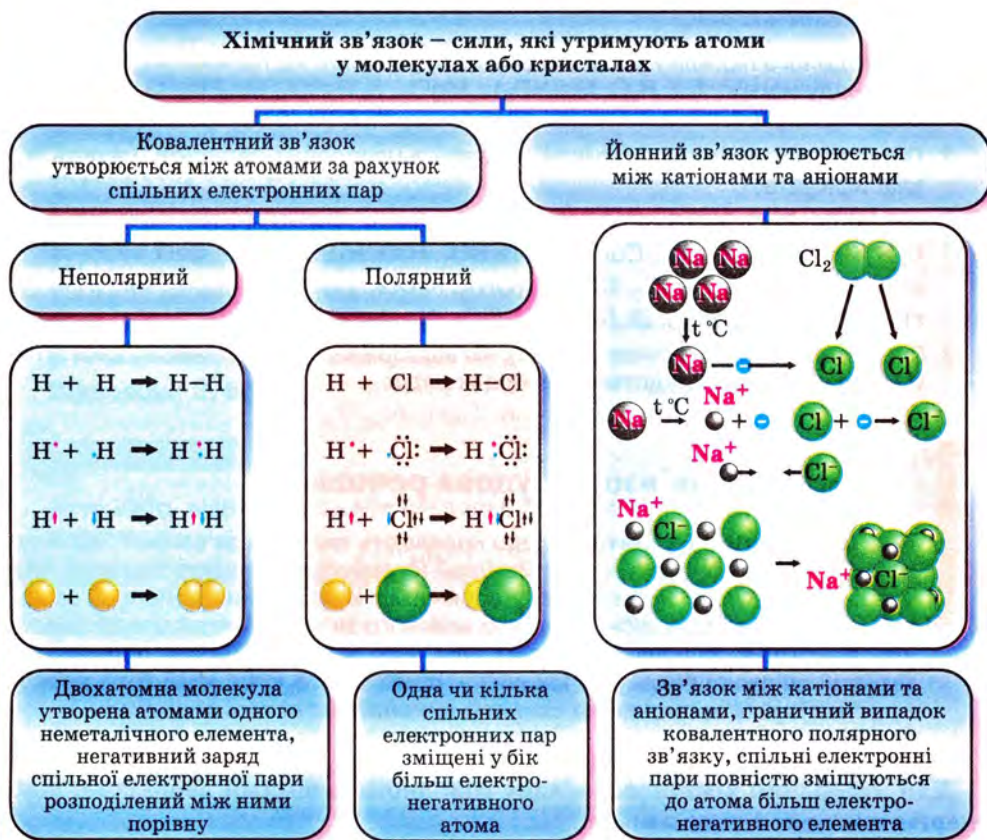 Хімічний зв'язок – сили, які утримують атоми
у молекулах або кристалах
Ковалентний зв'язок
утворюється між атомами за рахунок
спільних електронних пар
Йонний зв'язок утворюється
між катіонами та аніонами
Неполярний
Полярний
H + H → H–H
H· + .H → H:H
H↑ + ↓H → H↑↓H
+ →
H + Cl → H–Cl
H· + .Cl: → H :Cl:
H↑ + ↓Cl↑↓ → H ↑↓Cl↑↓
+ →
Na Na
Na Na
Cl₂
t °C
Na – → Cl Cl
Na t °C → Na⁺ + – Cl + – → Cl⁻
Na⁺ → ← Cl⁻
Na⁺ Cl⁻ → Na⁺ Cl⁻
Двохатомна молекула
утворена атомами одного
неметалічного елемента,
негативний заряд
спільної електронної пари
розподілений між ними
порівну
Одна чи кілька
спільних
електронних пар
зміщені у бік
більш електро-
негативного
атома
Зв'язок між катіонами та
аніонами, граничний випадок
ковалентного полярного
зв'язку, спільні електронні
пари повністю зміщуються
до атома більш електро-
негативного елемента